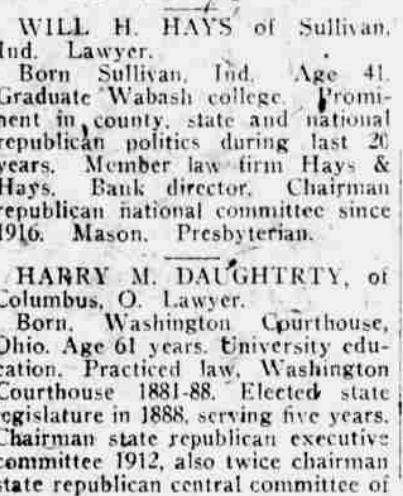 WILL H. HAYS of Sullivan,
Ind. Lawyer.
Born Sullivan, Ind. Age 41.
Graduate Wabash college. Promi-
nent in county, state and national
republican politics during last 20
years. Member law firm Hays &
Hays. Bank director. Chairman
republican national committee since
1916. Mason. Presbyterian.
HARRY M. DAUGHTRTY, of
Columbus, O. Lawyer.
Born, Washington Courthouse,
Ohio. Age 61 years. University edu-
cation. Practiced law, Washington
Courthouse 1881-88. Elected state
legislature in 1888, serving five years.
Chairman state republican executive
committee 1912, also twice chairman
state republican central committee of